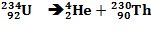 ²³⁴₉₂U → ⁴₂He + ²³⁰₉₀Th